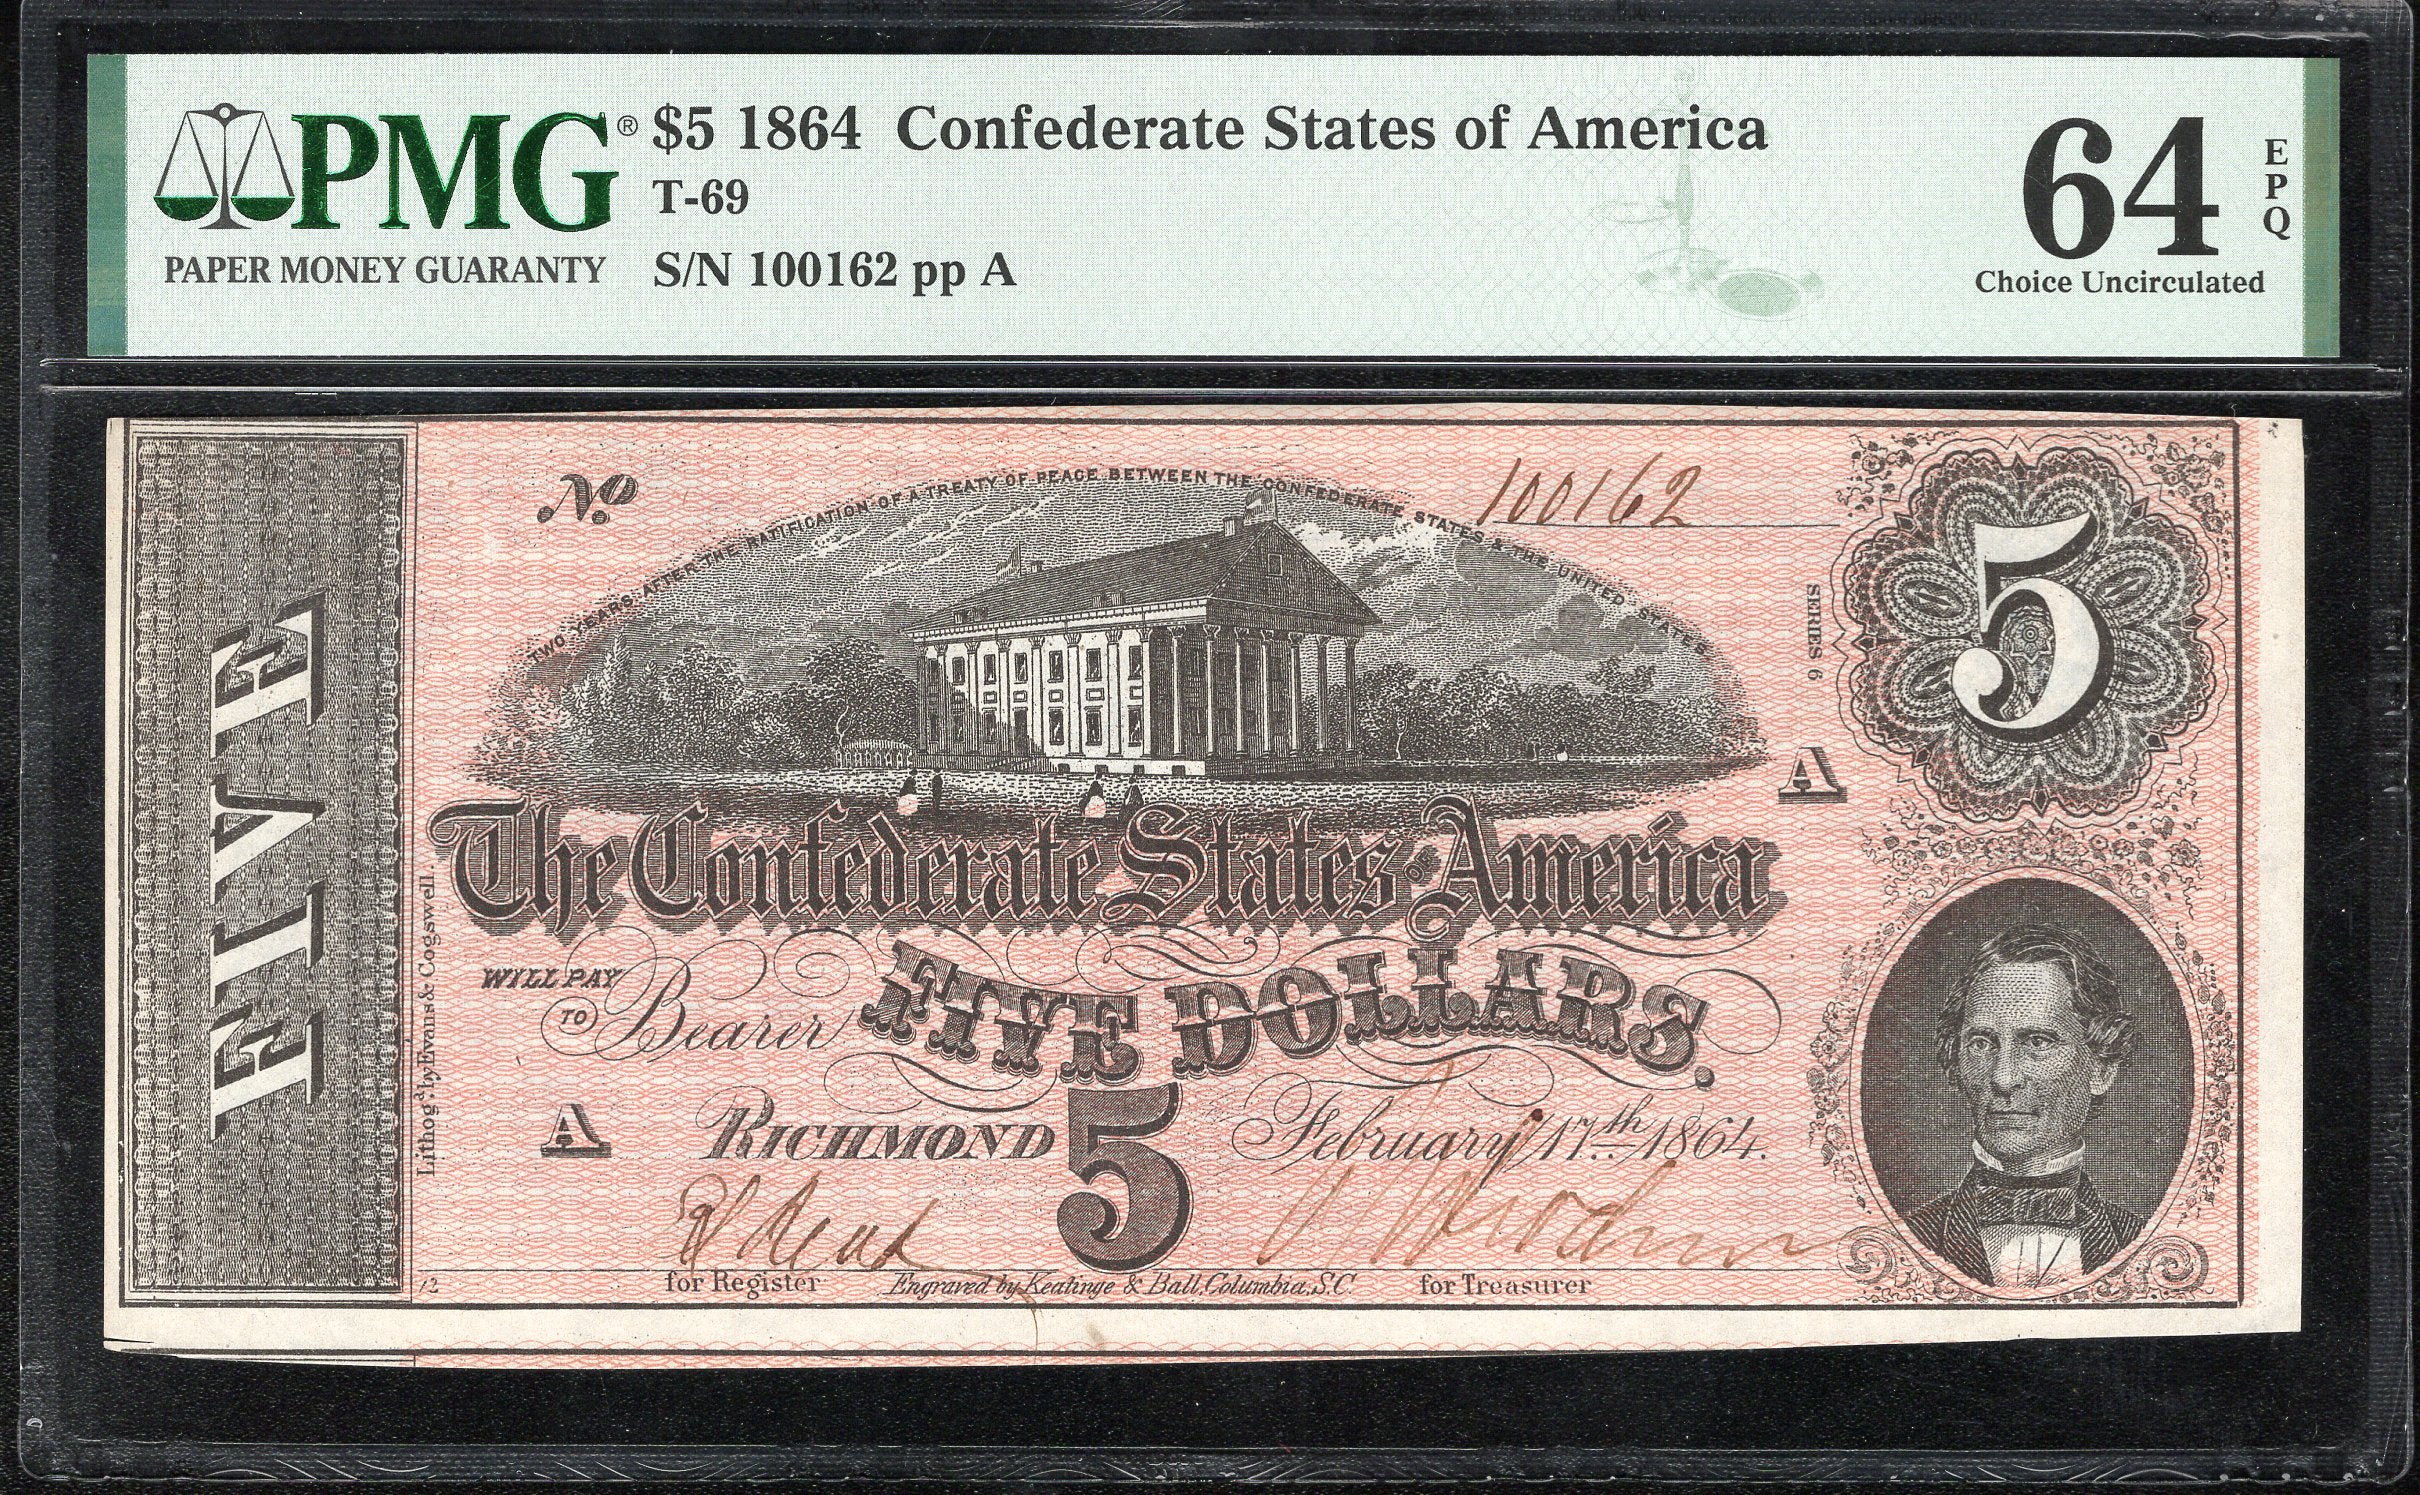 PMG®
PAPER MONEY GUARANTY
$5 1864 Confederate States of America
T-69
S/N 100162 pp A
64
EPQ
Choice Uncirculated
FIVE
No
100162
TWO YEARS AFTER THE RATIFICATION OF A TREATY OF PEACE BETWEEN THE CONFEDERATE STATES & THE UNITED STATES
SERIES 6
5
A
The Confederate States OF America
WILL PAY
TO Bearer FIVE DOLLARS.
Lithogd. by Evans & Cogswell.
A
RICHMOND
5
February 17th 1864.
12
for Register
Engraved by Keatinge & Ball, Columbia, S.C.
for Treasurer